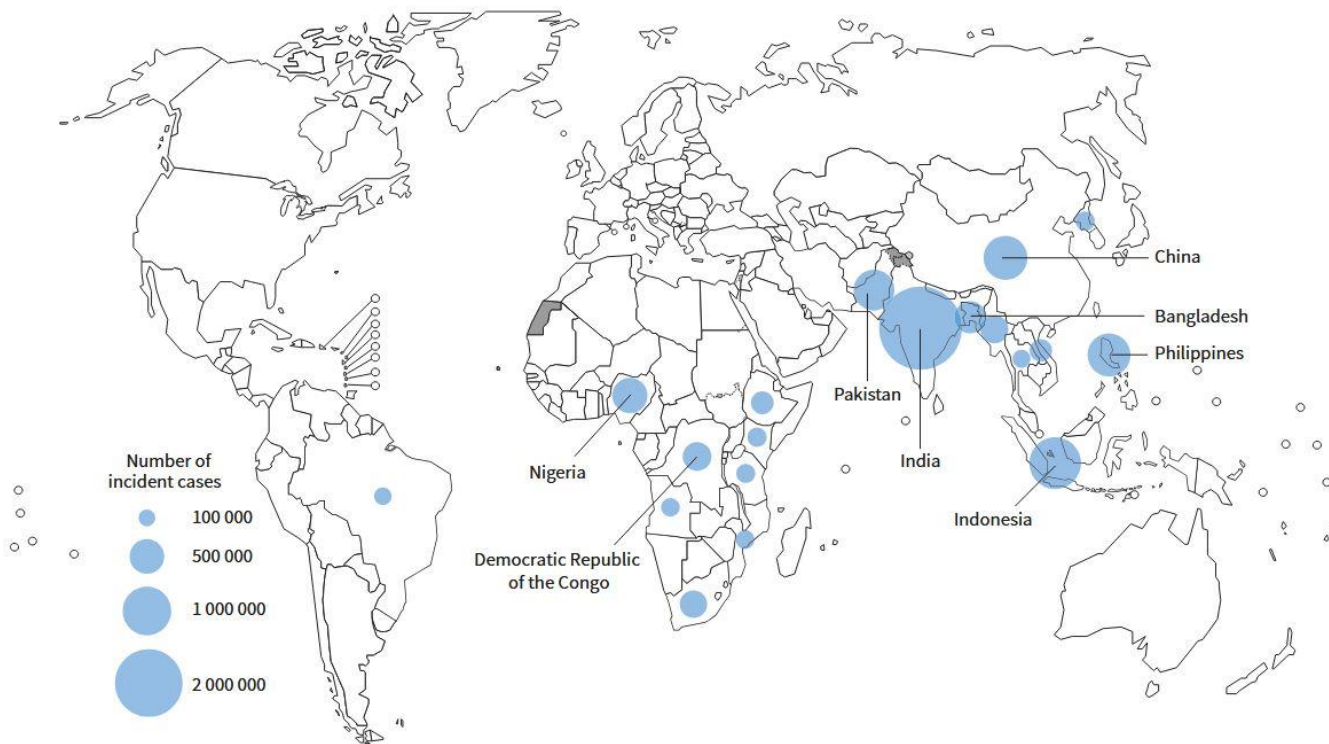 China
Bangladesh
Philippines
Pakistan
India
Nigeria
Indonesia
Democratic Republic
of the Congo
Number of
incident cases
100 000
500 000
1 000 000
2 000 000